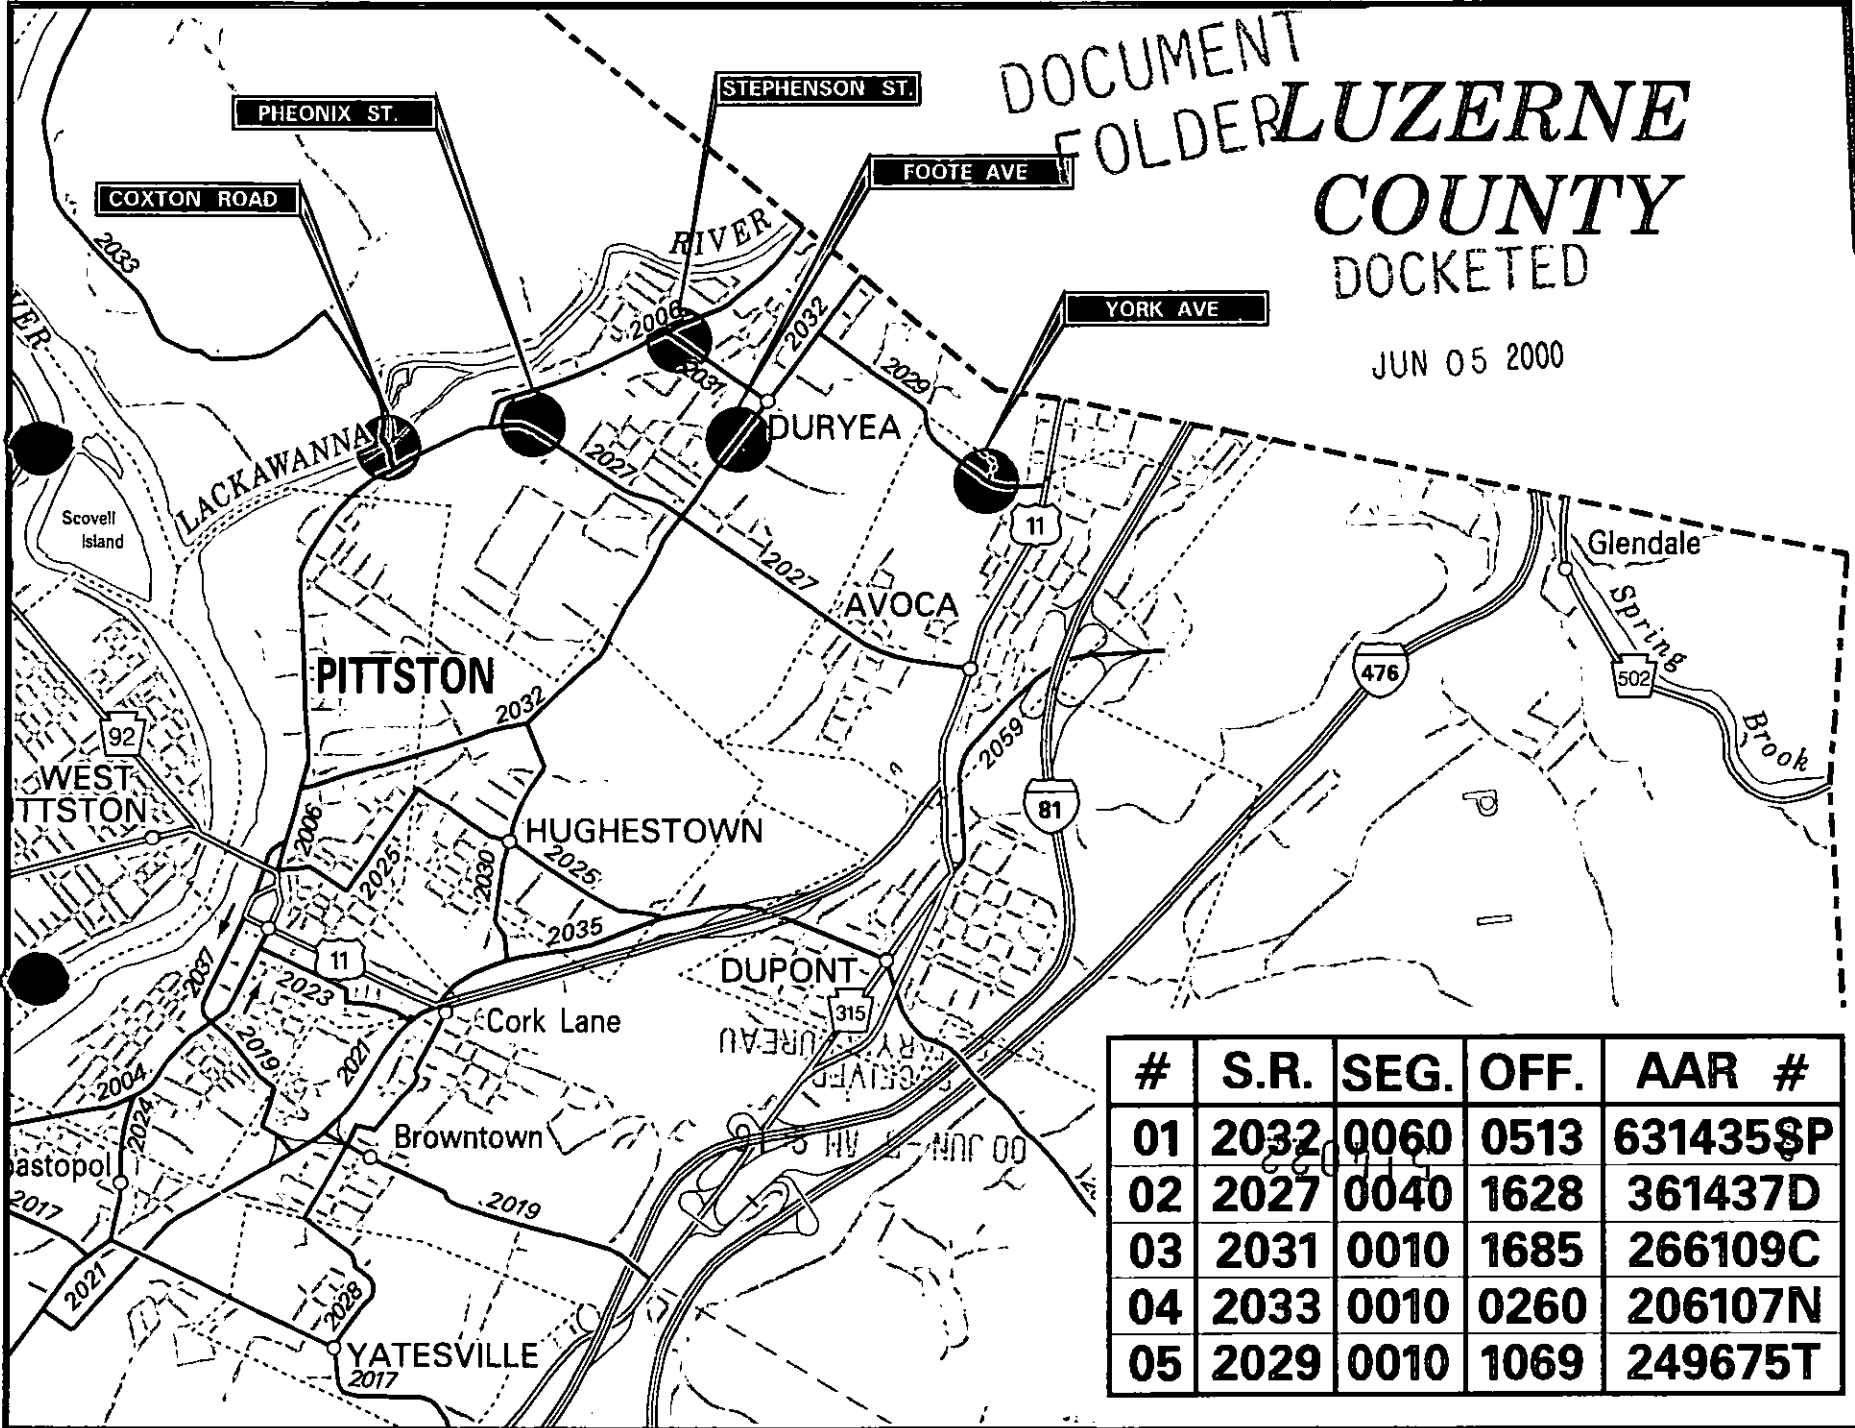 DOCUMENT
FOLDER
LUZERNE
COUNTY
DOCKETED
JUN 05 2000
STEPHENSON ST.
PHEONIX ST.
FOOTE AVE
COXTON ROAD
YORK AVE
RIVER
2033
2006
2032
2031
2029
DURYEA
LACKAWANNA
2027
Scovell
Island
11
2027
AVOCA
Glendale
Spring
Brook
476
502
PITTSTON
2032
92
2059
81
WEST
TTSTON
2006
2025
HUGHESTOWN
2030
2025
2035
DUPONT
315
11
2037
2023
Cork Lane
2019
2021
2004
2024
Browntown
astopol
2017
2019
2021
2028
YATESVILLE
2017
UREAU
00 JUN
# S.R. SEG. OFF. AAR #
01 2032 0060 0513 631435SP
02 2027 0040 1628 361437D
03 2031 0010 1685 266109C
04 2033 0010 0260 206107N
05 2029 0010 1069 249675T